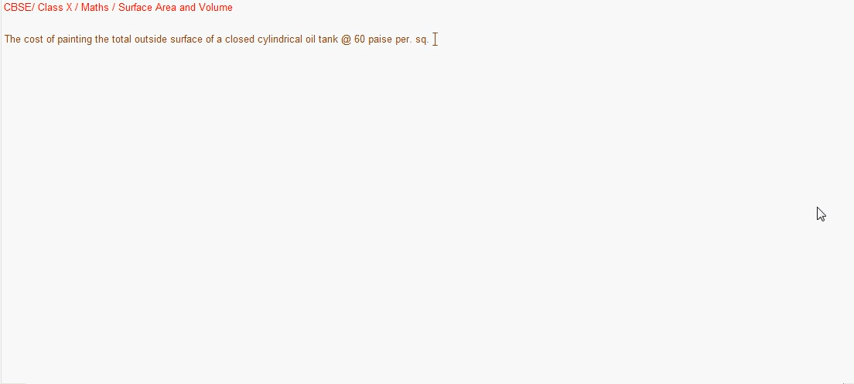 CBSE/ Class X / Maths / Surface Area and Volume
The cost of painting the total outside surface of a closed cylindrical oil tank @ 60 paise per. sq.